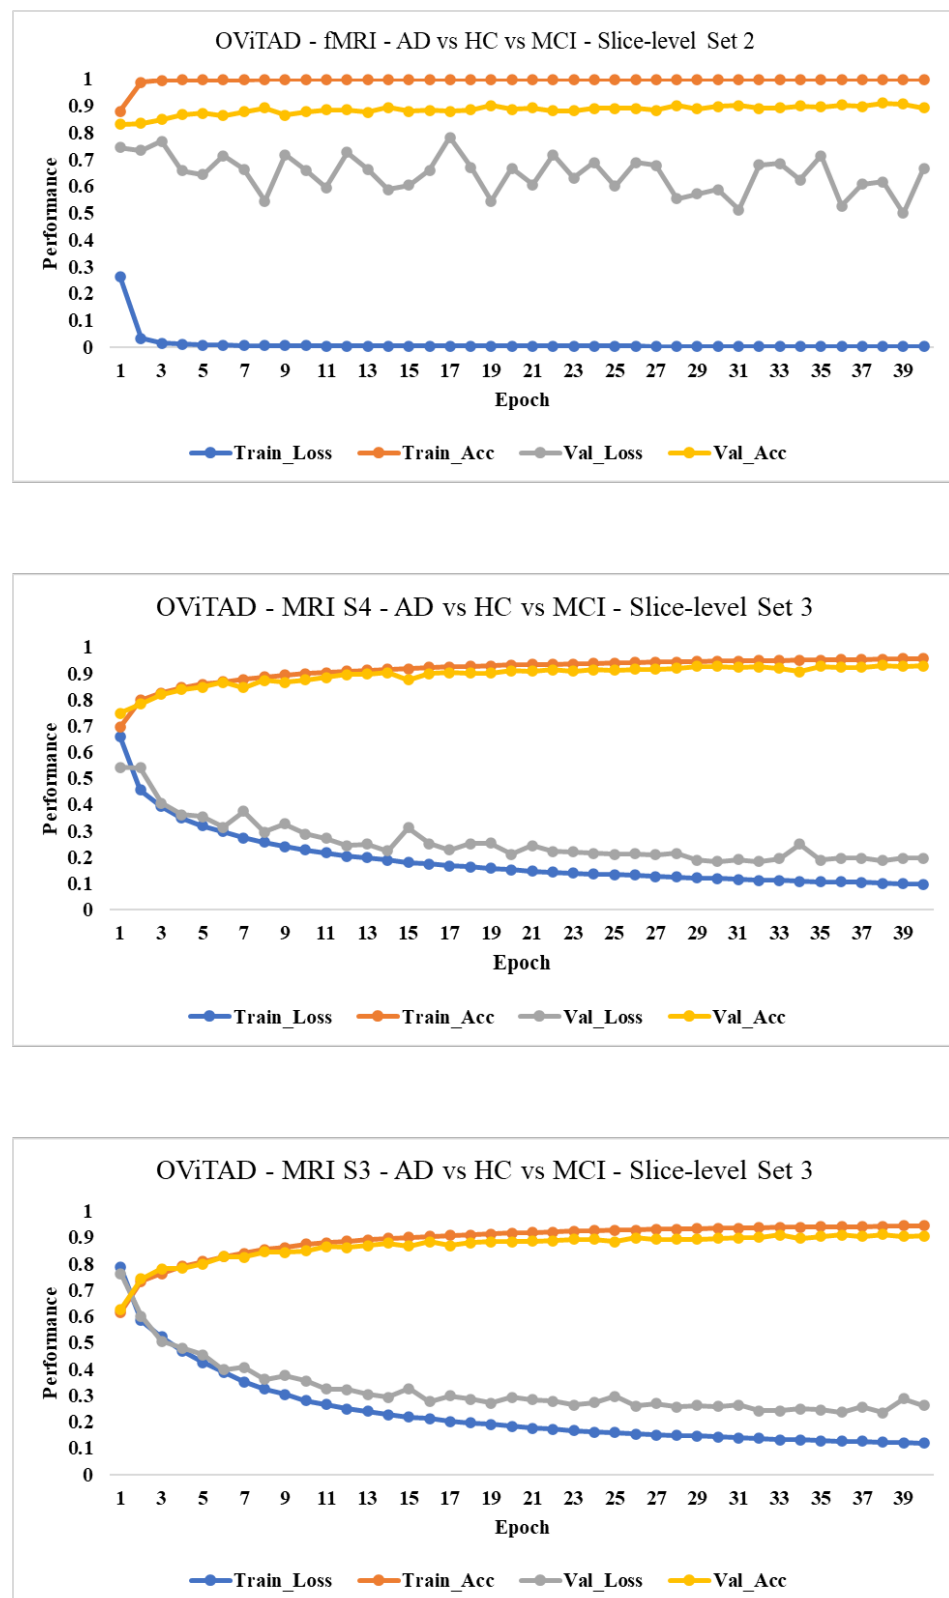 OViTAD - fMRI - AD vs HC vs MCI - Slice-level Set 2
1
0.9
0.8
0.7
0.6
0.5
0.4
0.3
0.2
0.1
0
Performance
1 3 5 7 9 11 13 15 17 19 21 23 25 27 29 31 33 35 37 39
Epoch
Train_Loss Train_Acc Val_Loss Val_Acc
OViTAD - MRI S4 - AD vs HC vs MCI - Slice-level Set 3
1
0.9
0.8
0.7
0.6
0.5
0.4
0.3
0.2
0.1
0
Performance
1 3 5 7 9 11 13 15 17 19 21 23 25 27 29 31 33 35 37 39
Epoch
Train_Loss Train_Acc Val_Loss Val_Acc
OViTAD - MRI S3 - AD vs HC vs MCI - Slice-level Set 3
1
0.9
0.8
0.7
0.6
0.5
0.4
0.3
0.2
0.1
0
Performance
1 3 5 7 9 11 13 15 17 19 21 23 25 27 29 31 33 35 37 39
Epoch
Train_Loss Train_Acc Val_Loss Val_Acc